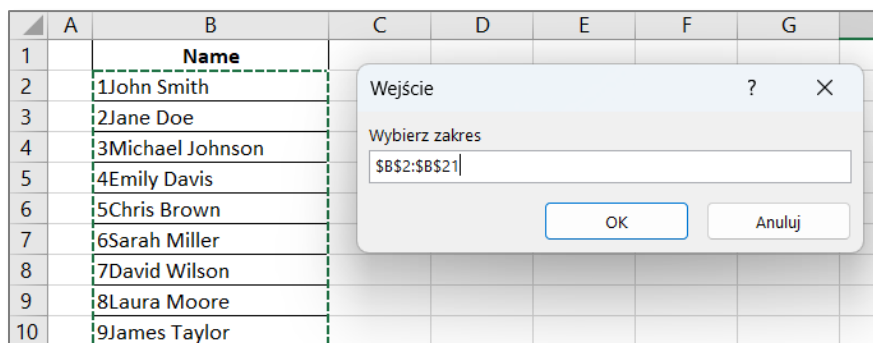 A B C D E F G
1 Name
2 1John Smith
3 2Jane Doe
4 3Michael Johnson
5 4Emily Davis
6 5Chris Brown
7 6Sarah Miller
8 7David Wilson
9 8Laura Moore
10 9James Taylor
Wejście ?
Wybierz zakres
$B$2:$B$21
OK Anuluj